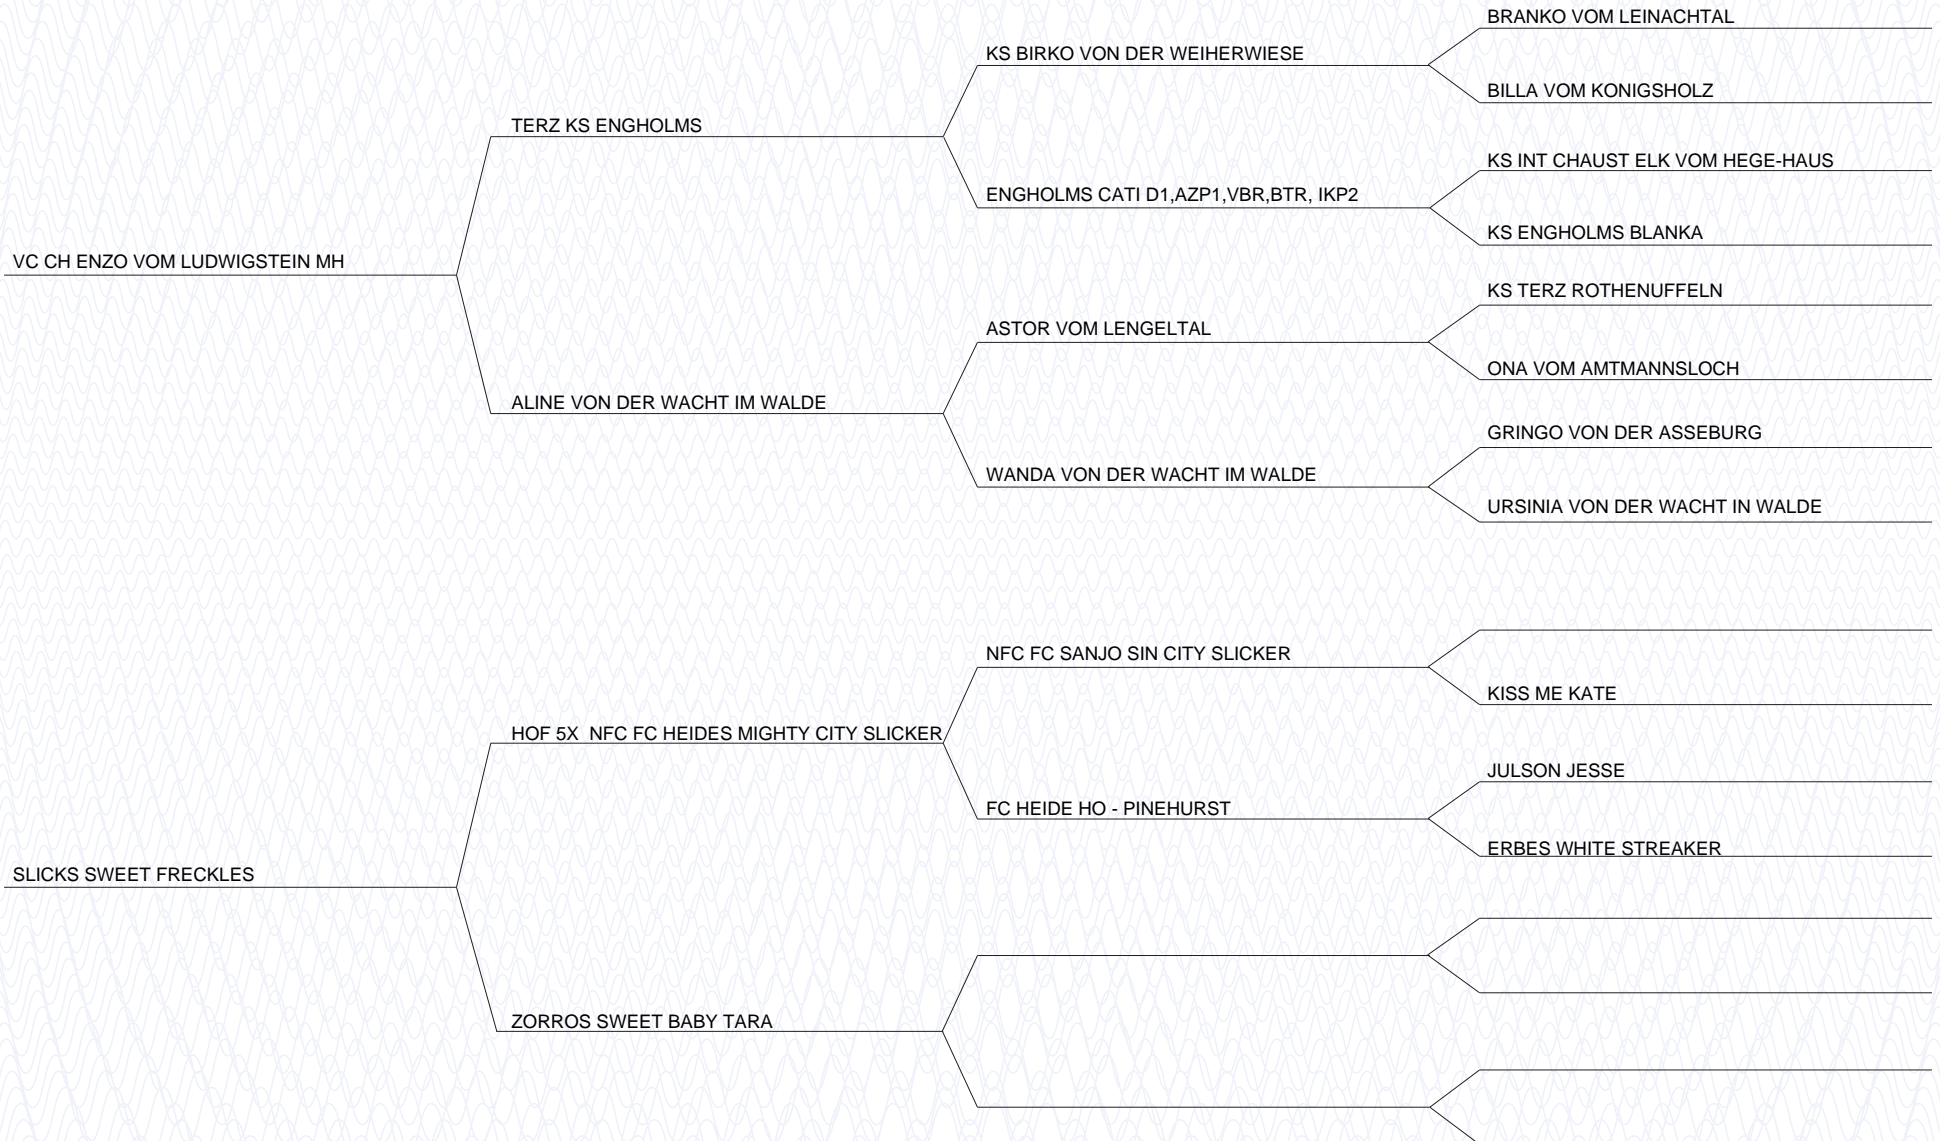 BRANKO VOM LEINACHTAL
KS BIRKO VON DER WEIHERWIESE
BILLA VOM KONIGSHOLZ
TERZ KS ENGHOLMS
KS INT CHAUST ELK VOM HEGE-HAUS
ENGHOLMS CATI D1,AZP1,VBR,BTR, IKP2
KS ENGHOLMS BLANKA
VC CH ENZO VOM LUDWIGSTEIN MH
KS TERZ ROTHENUFFELN
ASTOR VOM LENGELTAL
ONA VOM AMTMANNSLOCH
ALINE VON DER WACHT IM WALDE
GRINGO VON DER ASSEBURG
WANDA VON DER WACHT IM WALDE
URSINIA VON DER WACHT IN WALDE
NFC FC SANJO SIN CITY SLICKER
KISS ME KATE
HOF 5X  NFC FC HEIDES MIGHTY CITY SLICKER
JULSON JESSE
FC HEIDE HO - PINEHURST
ERBES WHITE STREAKER
SLICKS SWEET FRECKLES
ZORROS SWEET BABY TARA